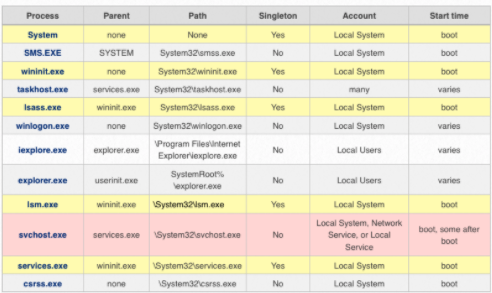 Process Parent Path Singleton Account Start time
System none None Yes Local System boot
SMS.EXE SYSTEM System32\smss.exe No Local System boot
wininit.exe none System32\wininit.exe Yes Local System boot
taskhost.exe services.exe System32\taskhost.exe No many varies
lsass.exe wininit.exe System32\lsass.exe Yes Local System boot
winlogon.exe none System32\winlogon.exe No Local System varies
iexplore.exe explorer.exe \Program Files\Internet Explorer\iexplore.exe No Local Users varies
explorer.exe userinit.exe SystemRoot% \explorer.exe No Local Users varies
lsm.exe wininit.exe \System32\lsm.exe Yes Local System boot
svchost.exe services.exe \System32\svchost.exe No Local System, Network Service, or Local Service boot, some after boot
services.exe wininit.exe \System32\services.exe Yes Local System boot
csrss.exe none \System32\csrss.exe No Local System boot